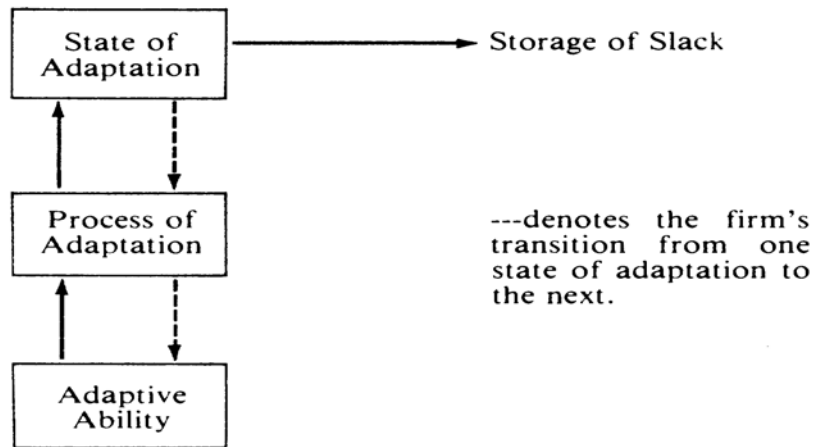 State of
Adaptation
Storage of Slack
Process of
Adaptation
---denotes the firm's
transition from one
state of adaptation to
the next.
Adaptive
Ability